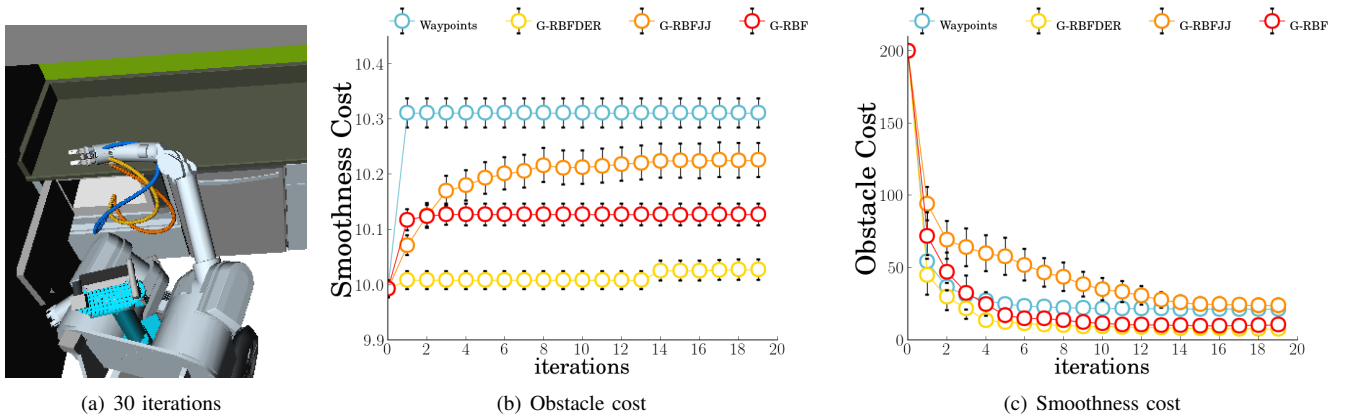 Waypoints G-RBFDER G-RBFJJ G-RBF
Smoothness Cost
10.4
10.3
10.2
10.1
10.0
9.9
0 2 4 6 8 10 12 14 16 18 20
iterations
Waypoints G-RBFDER G-RBFJJ G-RBF
Obstacle Cost
200
150
100
50
0
0 2 4 6 8 10 12 14 16 18 20
iterations
(a) 30 iterations
(b) Obstacle cost
(c) Smoothness cost